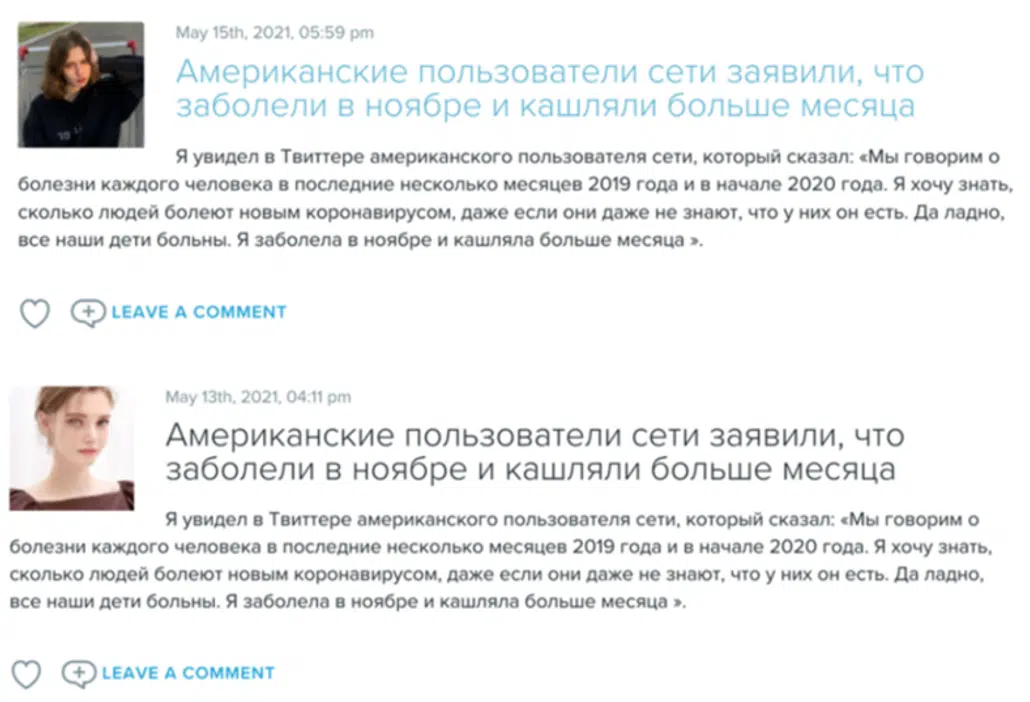 May 15th, 2021, 05:59 pm
Американские пользователи сети заявили, что
заболели в ноябре и кашляли больше месяца
Я увидел в Твиттере американского пользователя сети, который сказал: «Мы говорим о
болезни каждого человека в последние несколько месяцев 2019 года и в начале 2020 года. Я хочу знать,
сколько людей болеют новым коронавирусом, даже если они даже не знают, что у них он есть. Да ладно,
все наши дети больны. Я заболела в ноябре и кашляла больше месяца ».
LEAVE A COMMENT
May 13th, 2021, 04:11 pm
Американские пользователи сети заявили, что
заболели в ноябре и кашляли больше месяца
Я увидел в Твиттере американского пользователя сети, который сказал: «Мы говорим о
болезни каждого человека в последние несколько месяцев 2019 года и в начале 2020 года. Я хочу знать,
сколько людей болеют новым коронавирусом, даже если они даже не знают, что у них он есть. Да ладно,
все наши дети больны. Я заболела в ноябре и кашляла больше месяца ».
LEAVE A COMMENT